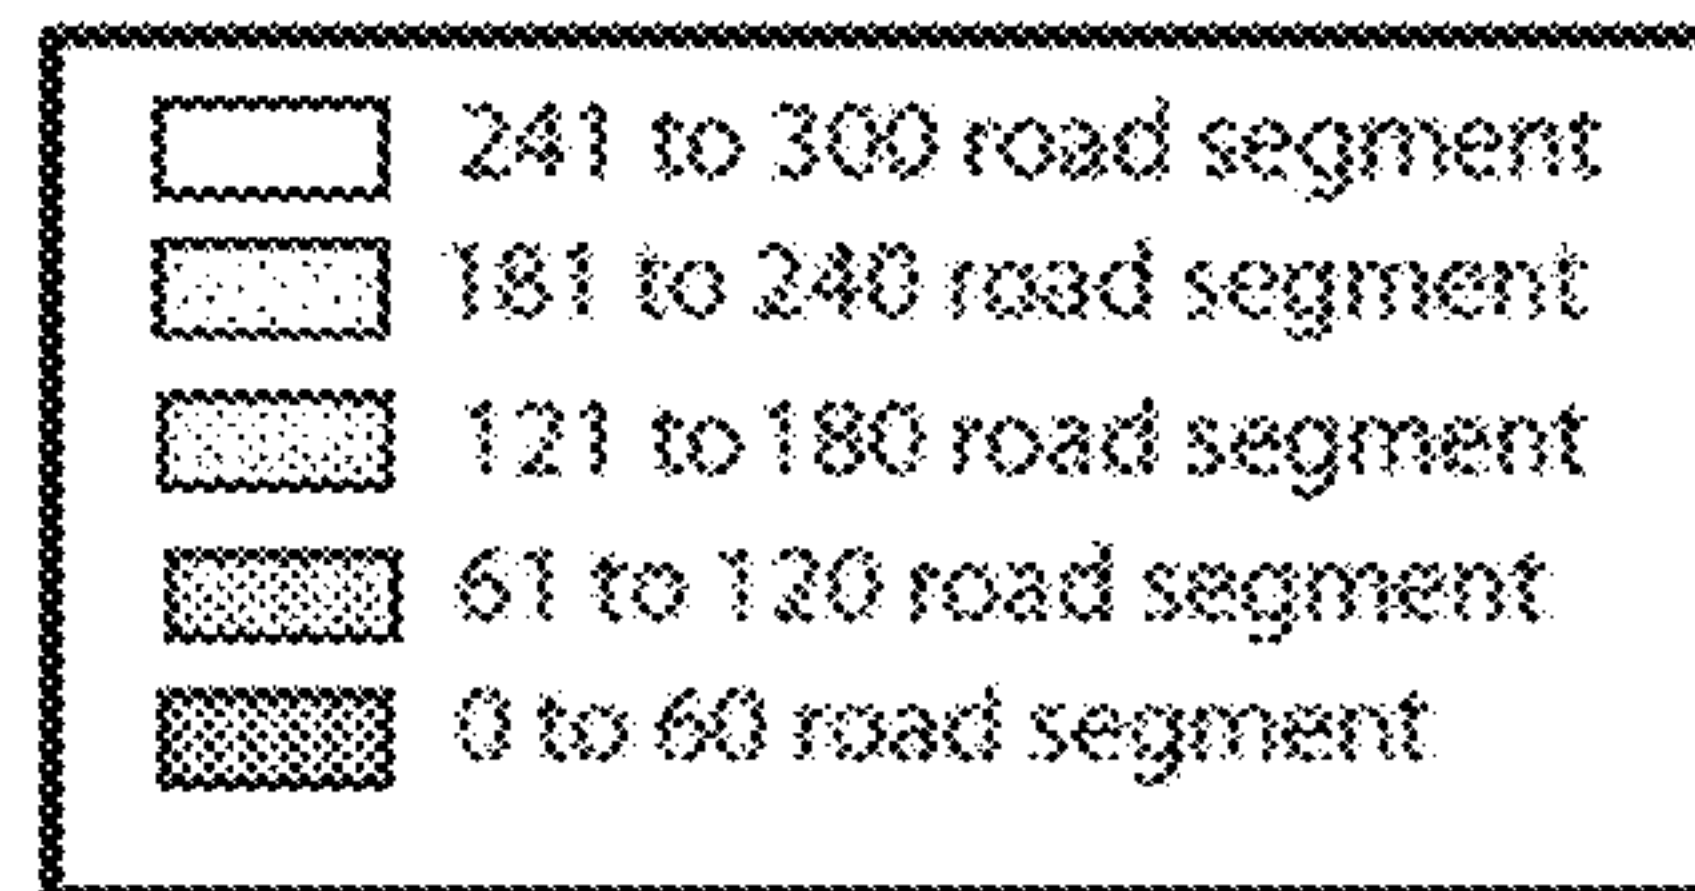 241 to 300 road segment
181 to 240 road segment
121 to 180 road segment
61 to 120 road segment
0 to 60 road segment